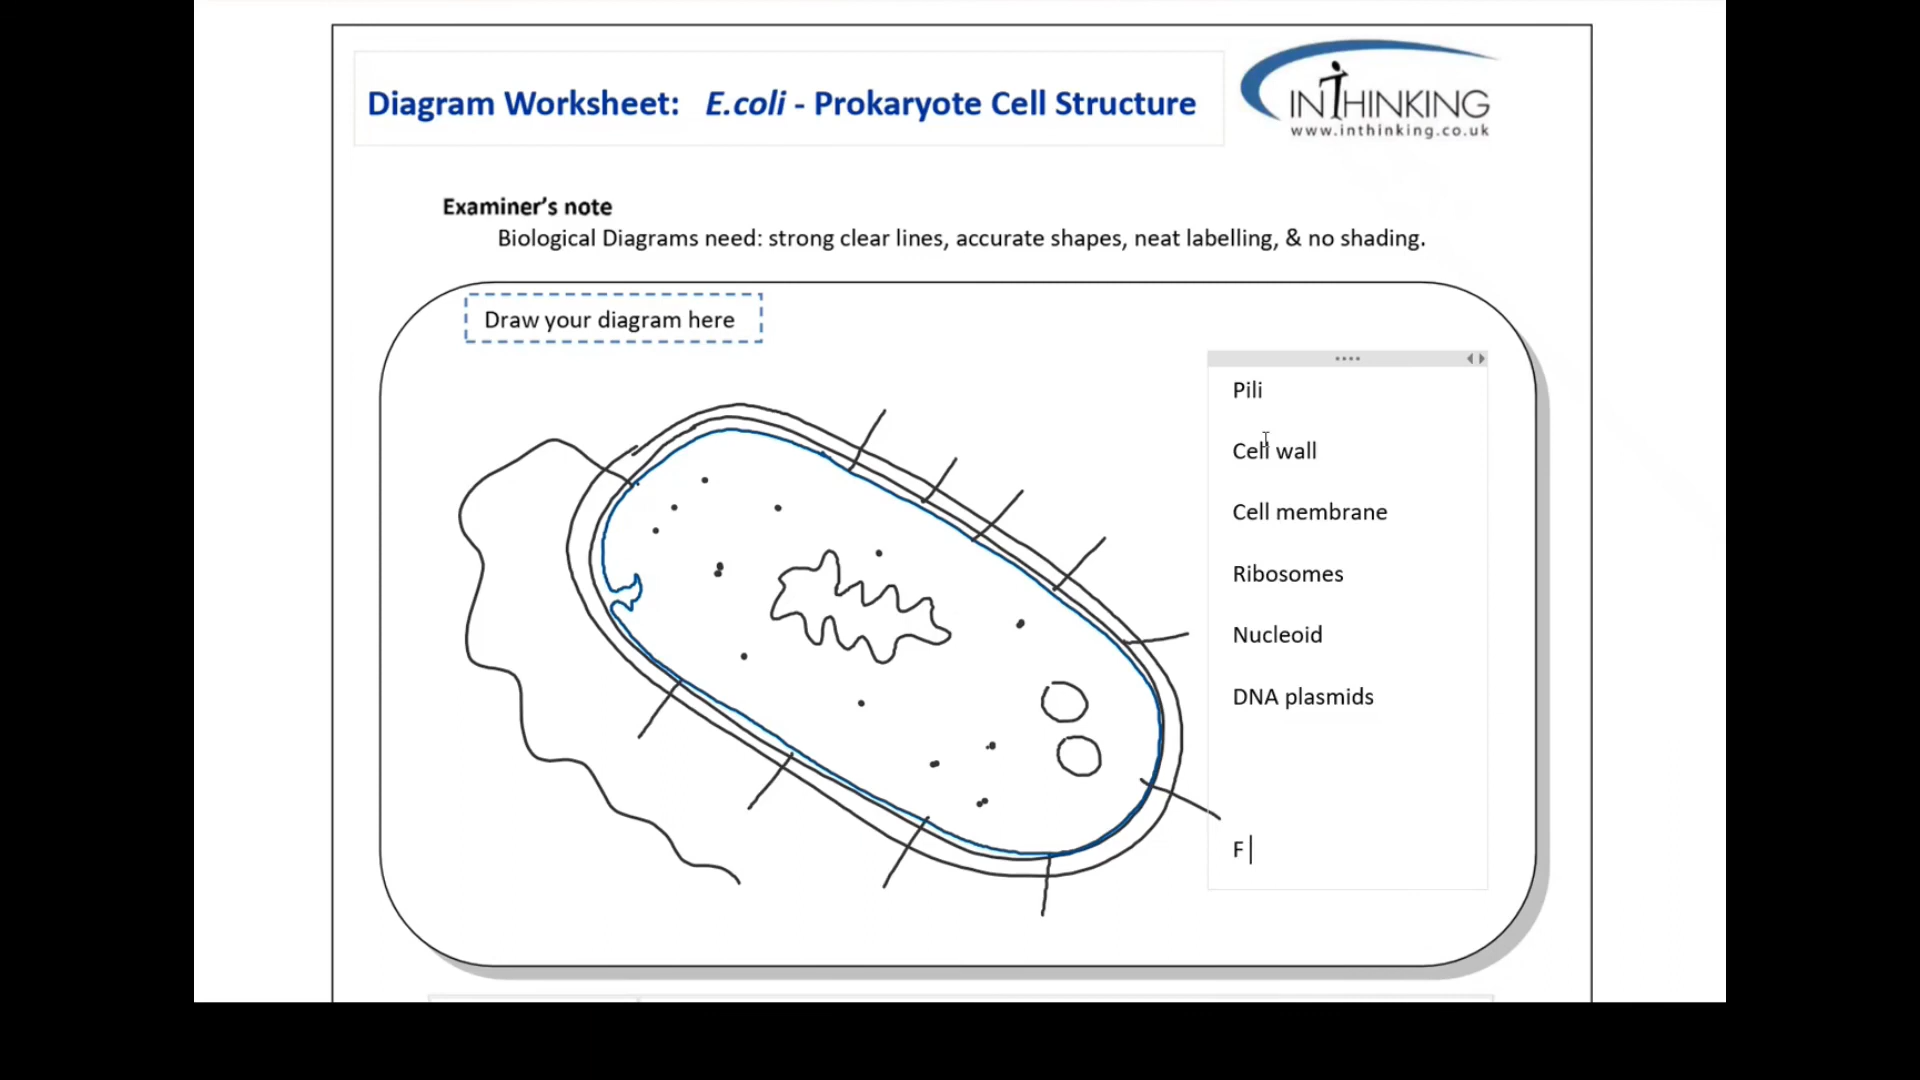 Diagram Worksheet: E.coli - Prokaryote Cell Structure
INTHINKING
www.inthinking.co.uk
Examiner's note
Biological Diagrams need: strong clear lines, accurate shapes, neat labelling, & no shading.
Draw your diagram here
Pili
Cell wall
Cell membrane
Ribosomes
Nucleoid
DNA plasmids
F